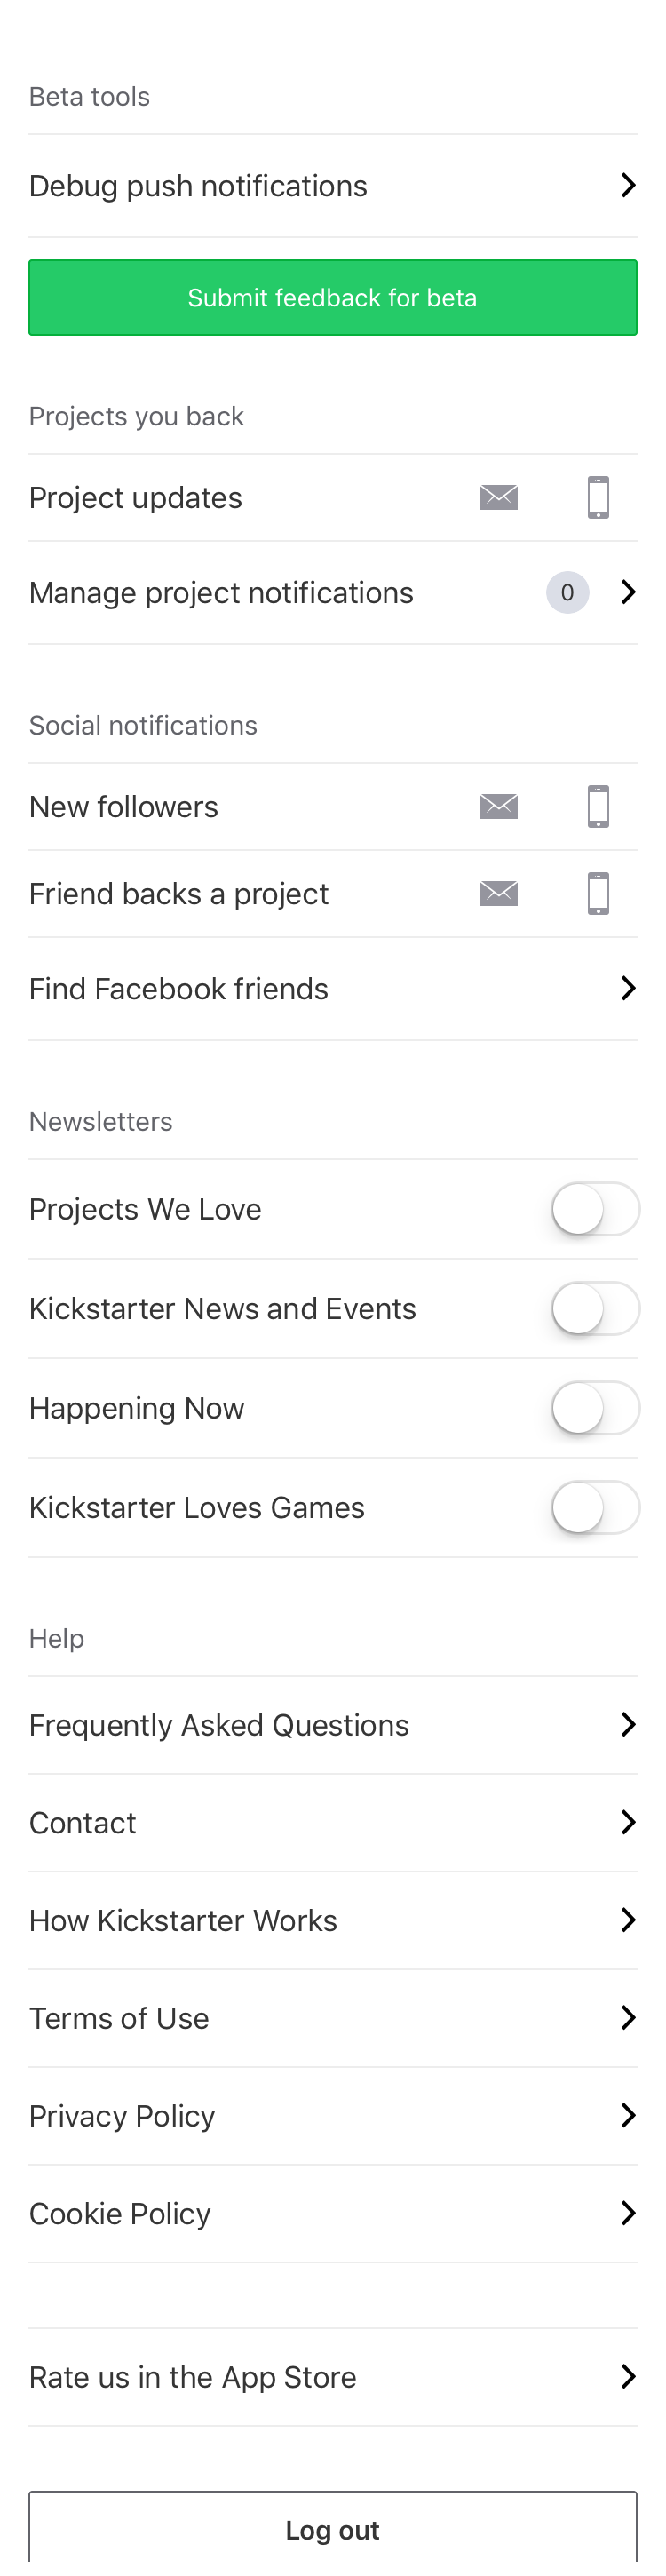 Beta tools
Debug push notifications
Submit feedback for beta
Projects you back
Project updates
Manage project notifications 0
Social notifications
New followers
Friend backs a project
Find Facebook friends
Newsletters
Projects We Love
Kickstarter News and Events
Happening Now
Kickstarter Loves Games
Help
Frequently Asked Questions
Contact
How Kickstarter Works
Terms of Use
Privacy Policy
Cookie Policy
Rate us in the App Store
Log out